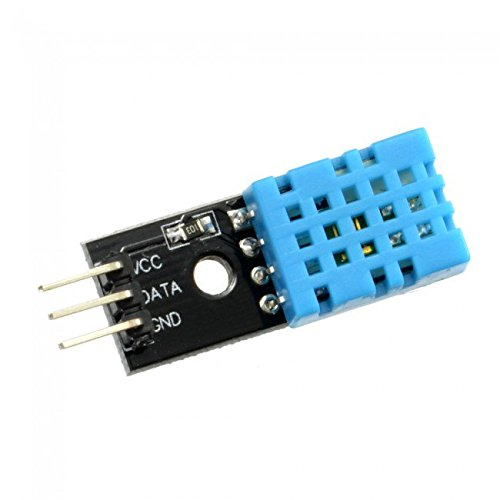 VCC
DATA
GND